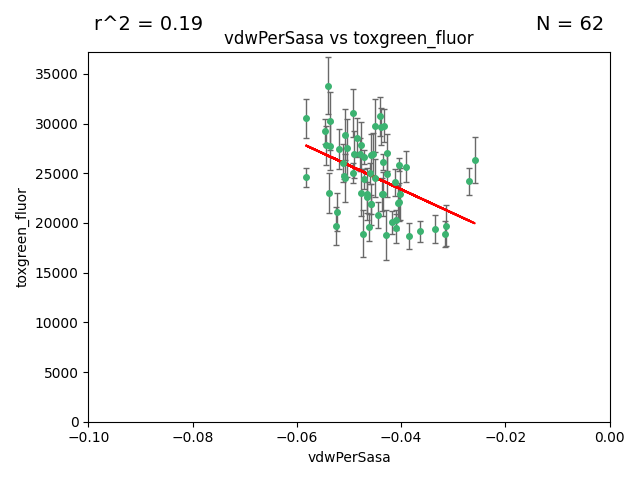 r^2 = 0.19
N = 62
vdwPerSasa vs toxgreen_fluor
35000
30000
25000
20000
15000
10000
5000
0
toxgreen_fluor
−0.10
−0.08
−0.06
−0.04
−0.02
0.00
vdwPerSasa